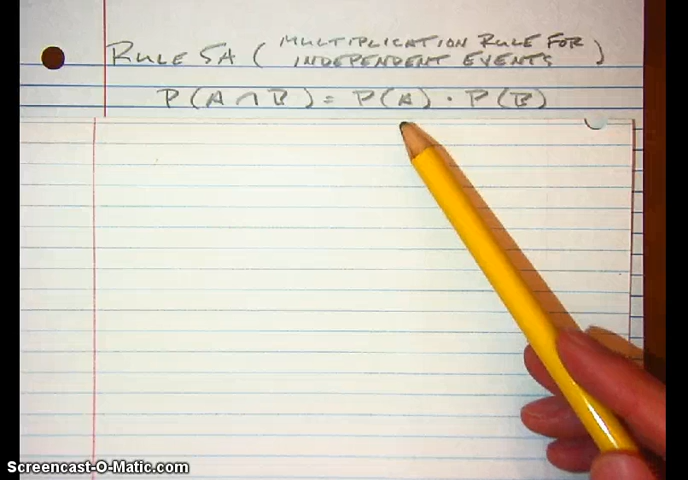 RULE 5A ( MULTIPLICATION RULE FOR
INDEPENDENT EVENTS )
P(A ∩ B) = P(A) · P(B)
Screencast-O-Matic.com